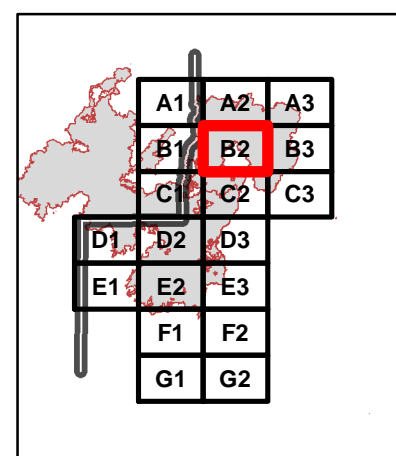 A1 A2 A3
B1 B2 B3
C1 C2 C3
D1 D2 D3
E1 E2 E3
F1 F2
G1 G2